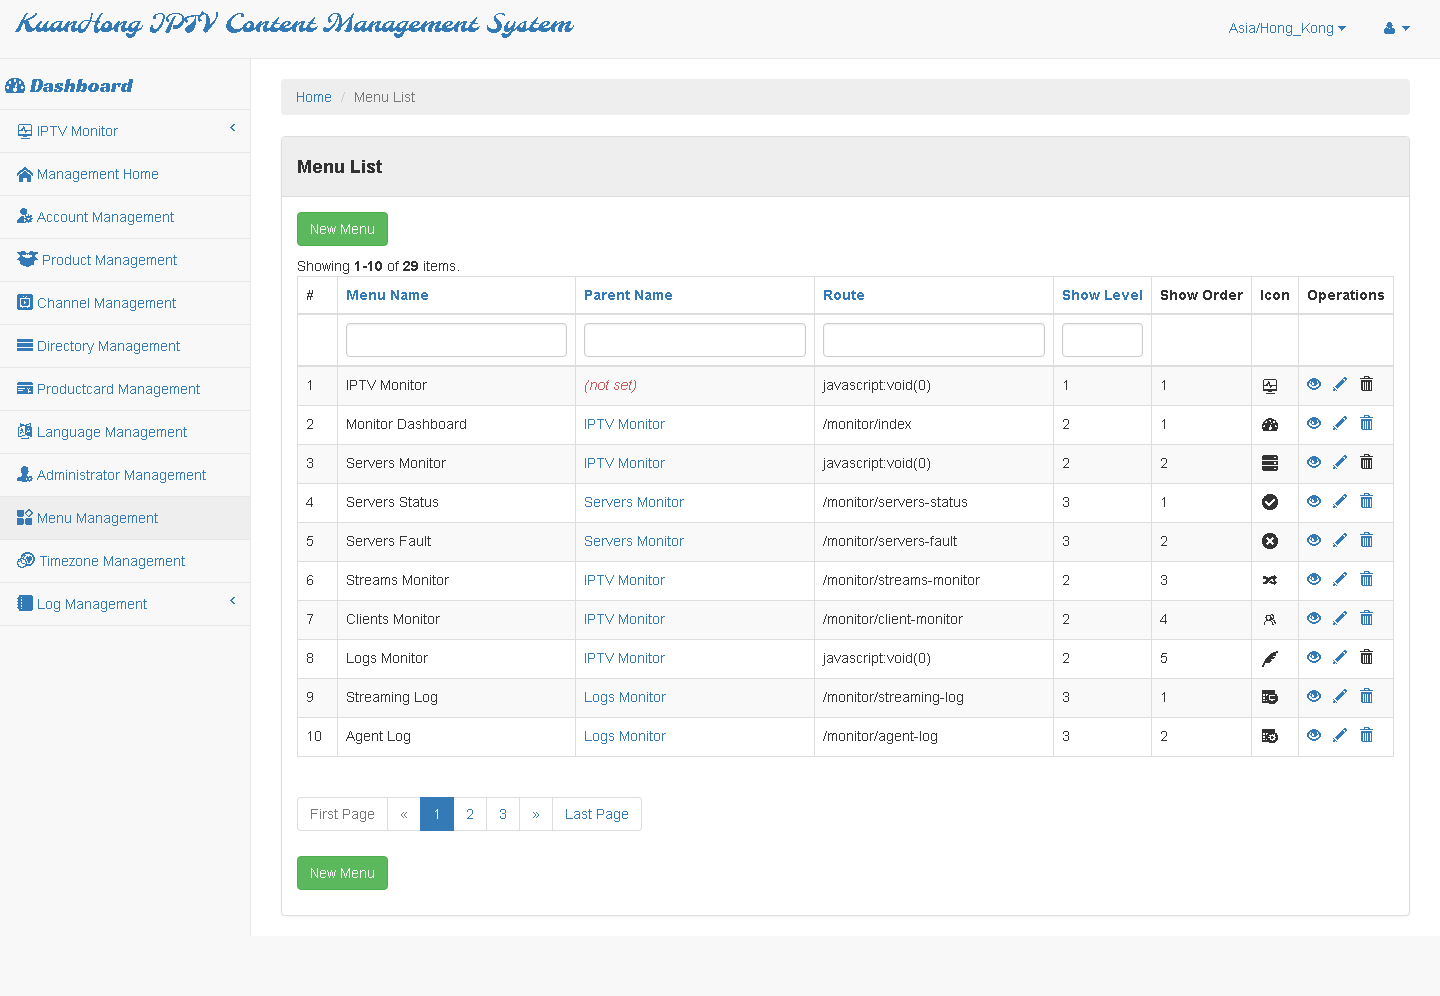 KuanHong IPTV Content Management System
Asia/Hong_Kong
Dashboard
IPTV Monitor
Management Home
Account Management
Product Management
Channel Management
Directory Management
Productcard Management
Language Management
Administrator Management
Menu Management
Timezone Management
Log Management
Home / Menu List
Menu List
New Menu
Showing 1-10 of 29 items.
# Menu Name Parent Name Route Show Level Show Order Icon Operations
1 IPTV Monitor (not set) javascript:void(0) 1 1
2 Monitor Dashboard IPTV Monitor /monitor/index 2 1
3 Servers Monitor IPTV Monitor javascript:void(0) 2 2
4 Servers Status Servers Monitor /monitor/servers-status 3 1
5 Servers Fault Servers Monitor /monitor/servers-fault 3 2
6 Streams Monitor IPTV Monitor /monitor/streams-monitor 2 3
7 Clients Monitor IPTV Monitor /monitor/client-monitor 2 4
8 Logs Monitor IPTV Monitor javascript:void(0) 2 5
9 Streaming Log Logs Monitor /monitor/streaming-log 3 1
10 Agent Log Logs Monitor /monitor/agent-log 3 2
First Page « 1 2 3 » Last Page
New Menu